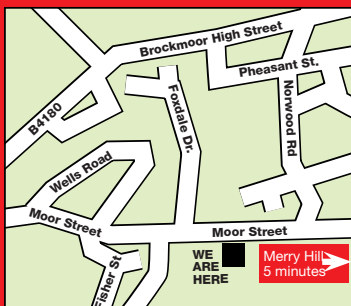 Brockmoor High Street
Pheasant St.
B4180
Foxdale Dr.
Norwood Rd
Wells Road
Moor Street
Moor Street
WE
ARE
HERE
Merry Hill
5 minutes
Fisher St